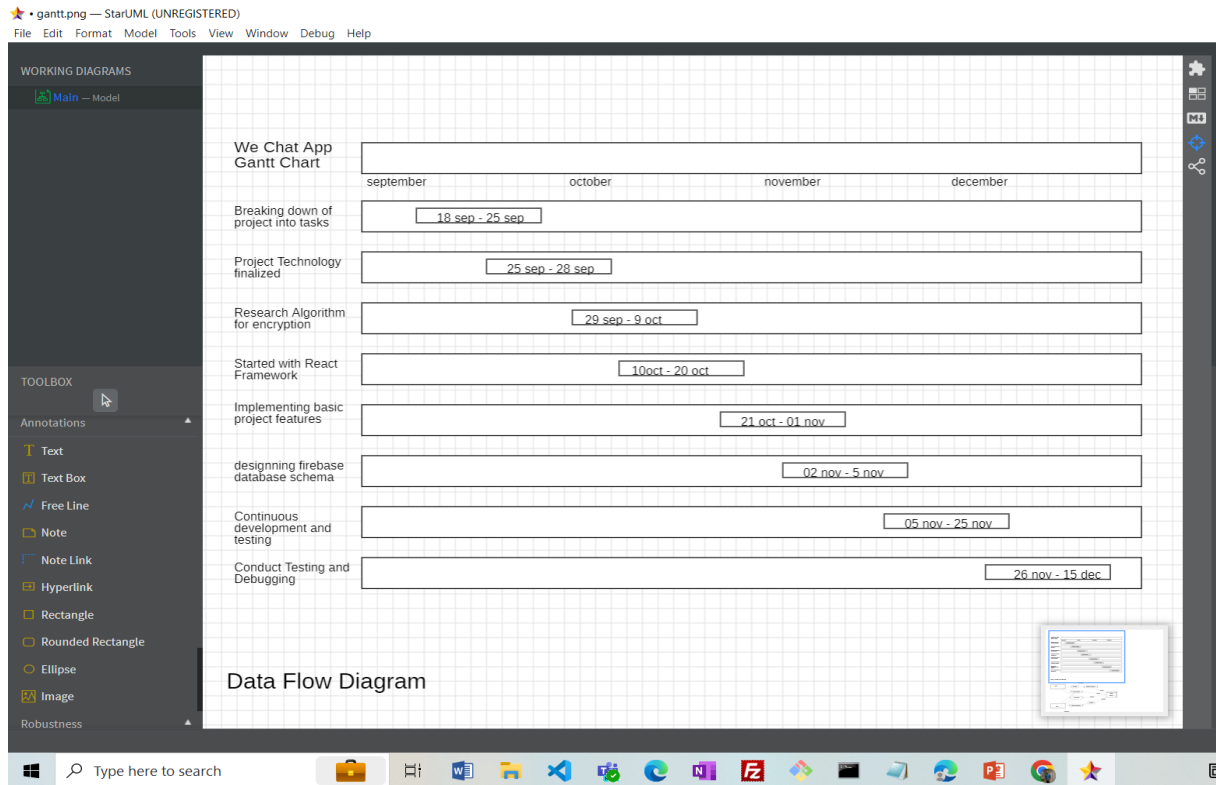 • gantt.png — StarUML (UNREGISTERED)
File Edit Format Model Tools View Window Debug Help
WORKING DIAGRAMS
Main — Model
We Chat App
Gantt Chart
september october november december
Breaking down of
project into tasks
18 sep - 25 sep
Project Technology
finalized
25 sep - 28 sep
Research Algorithm
for encryption
29 sep - 9 oct
Started with React
Framework
10oct - 20 oct
Implementing basic
project features
21 oct - 01 nov
designning firebase
database schema
02 nov - 5 nov
Continuous
development and
testing
05 nov - 25 nov
Conduct Testing and
Debugging
26 nov - 15 dec
Data Flow Diagram
TOOLBOX
Annotations
T Text
Text Box
Free Line
Note
Note Link
Hyperlink
Rectangle
Rounded Rectangle
Ellipse
Image
Robustness
M
Type here to search
W
N
FZ
P